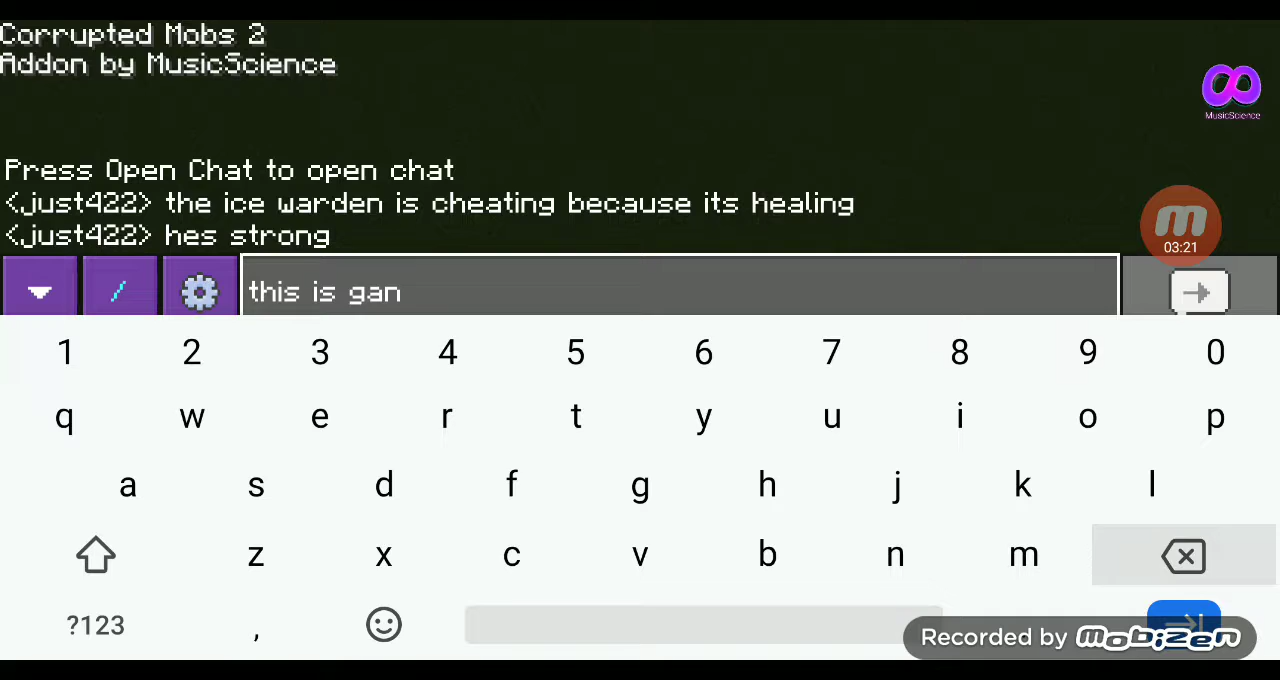 Corrupted Mobs 2
Addon by MusicScience
MusicScience
Press Open Chat to open chat
<.just422> the ice warden is cheating because its healing
<.just422> hes strong
03:21
/
this is gan
1 2 3 4 5 6 7 8 9 0
q w e r t y u i o p
a s d f g h j k l
z x c v b n m
?123 ,
Recorded by mobizen